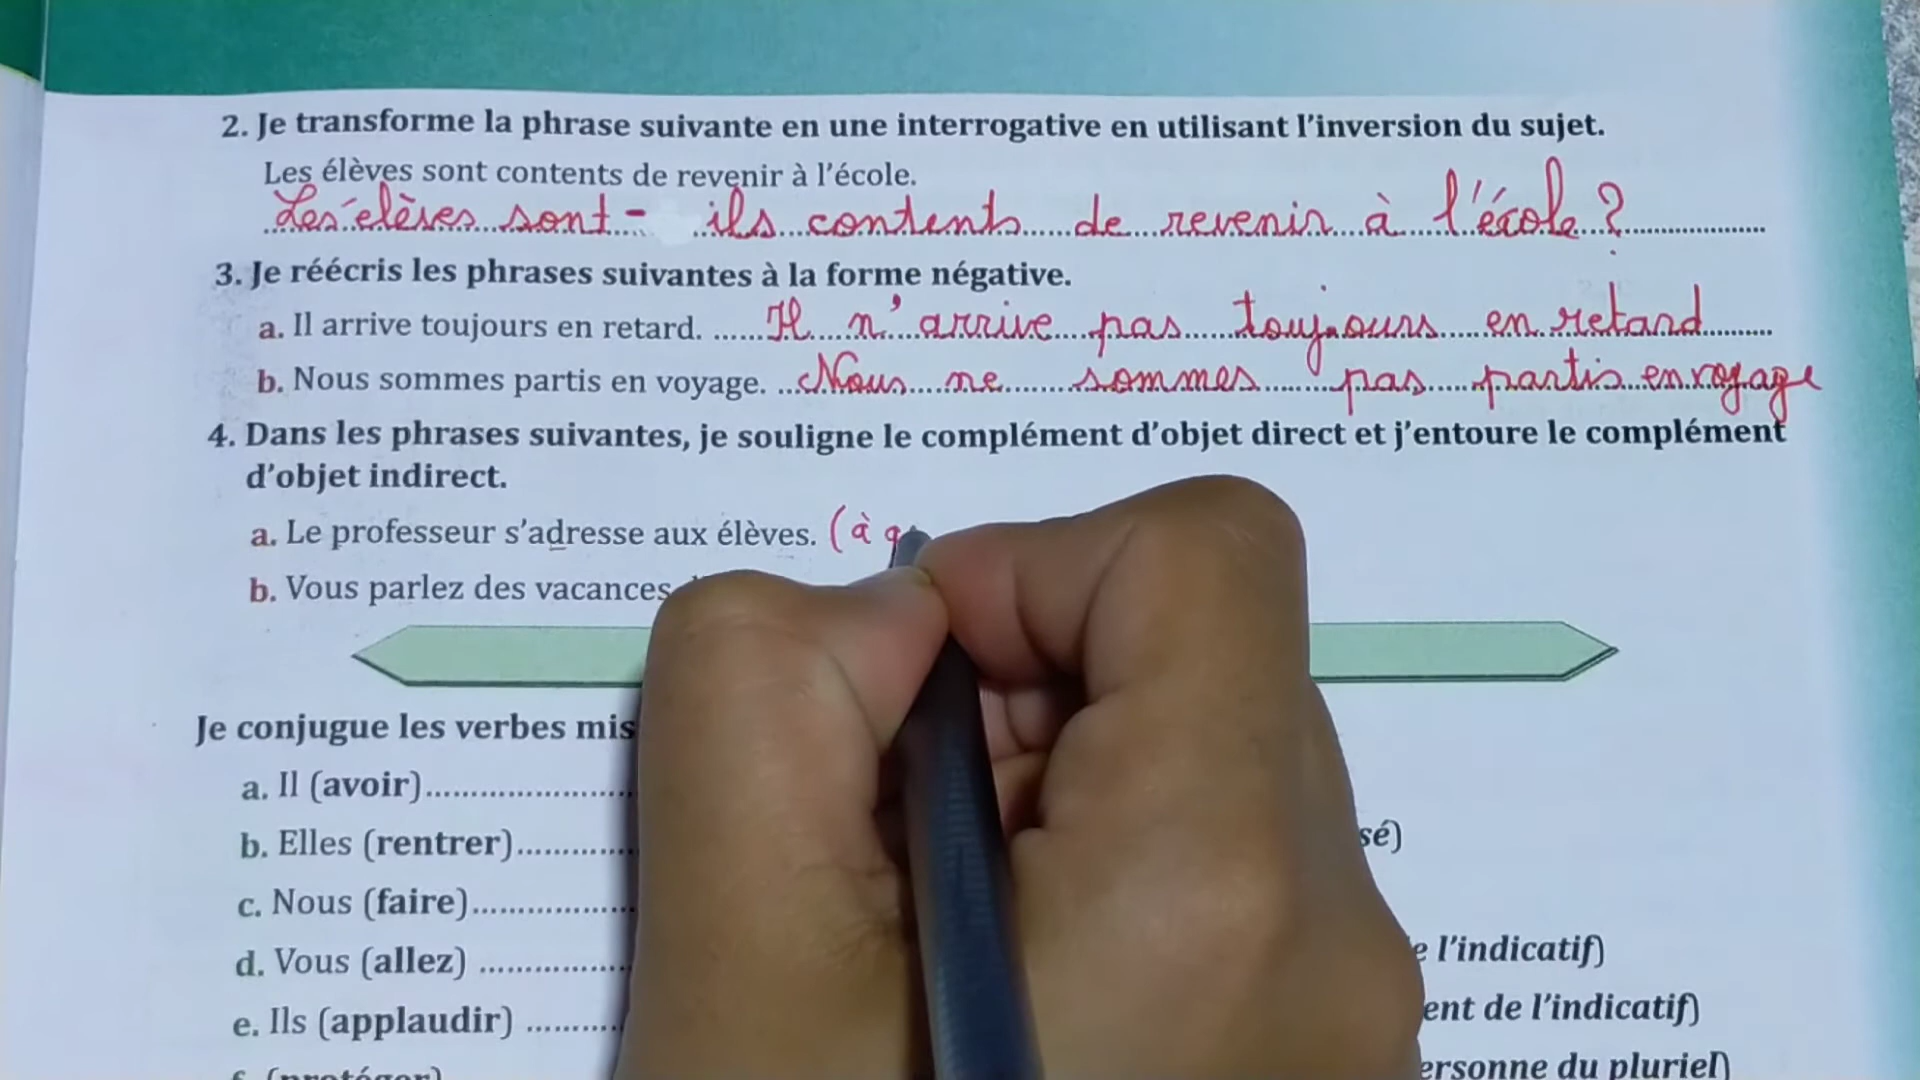 2. Je transforme la phrase suivante en une interrogative en utilisant l'inversion du sujet.
Les élèves sont contents de revenir à l'école.
Les élèves sont - ils contents de revenir à l'école ?
3. Je réécris les phrases suivantes à la forme négative.
a. Il arrive toujours en retard. ...... Il n'arrive pas toujours en retard
b. Nous sommes partis en voyage. ... Nous ne sommes pas partis en voyage
4. Dans les phrases suivantes, je souligne le complément d'objet direct et j'entoure le complément
d'objet indirect.
a. Le professeur s'adresse aux élèves. (à q
b. Vous parlez des vacances
Je conjugue les verbes mis
a. Il (avoir)....................
b. Elles (rentrer)............ sé)
c. Nous (faire)................
d. Vous (allez) ............... e l'indicatif)
e. Ils (applaudir) .......... ent de l'indicatif)
f. (protéger) ersonne du pluriel)